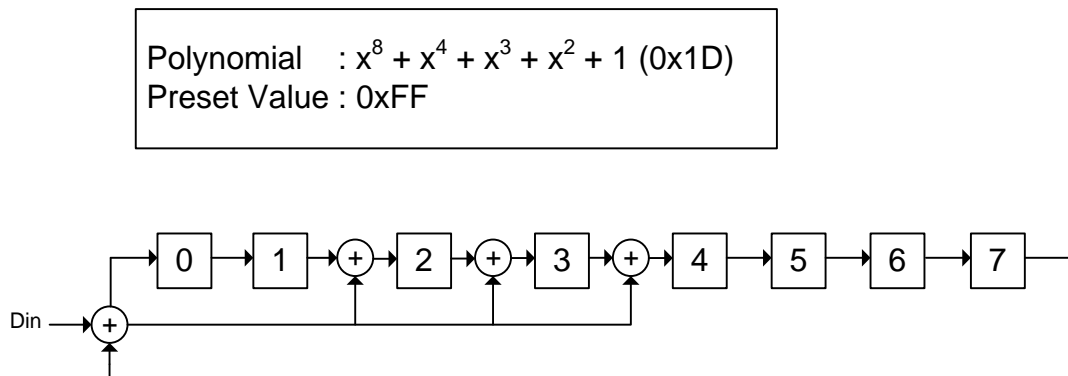 Polynomial : x⁸ + x⁴ + x³ + x² + 1 (0x1D)
Preset Value : 0xFF
0 1 + 2 + 3 + 4 5 6 7
Din +